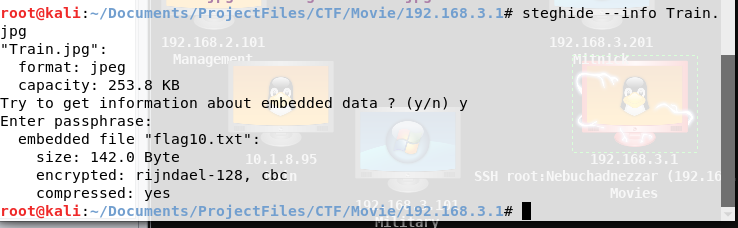 root@kali:~/Documents/ProjectFiles/CTF/Movie/192.168.3.1# steghide --info Train.
jpg
"Train.jpg":
  format: jpeg
  capacity: 253.8 KB
Try to get information about embedded data ? (y/n) y
Enter passphrase:
  embedded file "flag10.txt":
    size: 142.0 Byte
    encrypted: rijndael-128, cbc
    compressed: yes
root@kali:~/Documents/ProjectFiles/CTF/Movie/192.168.3.1#
192.168.2.101
Management
192.168.3.201
Mitnick
10.1.8.95
192.168.3.1
SSH root:Nebuchadnezzar (192.16
Movies
192.168.3.101
Military